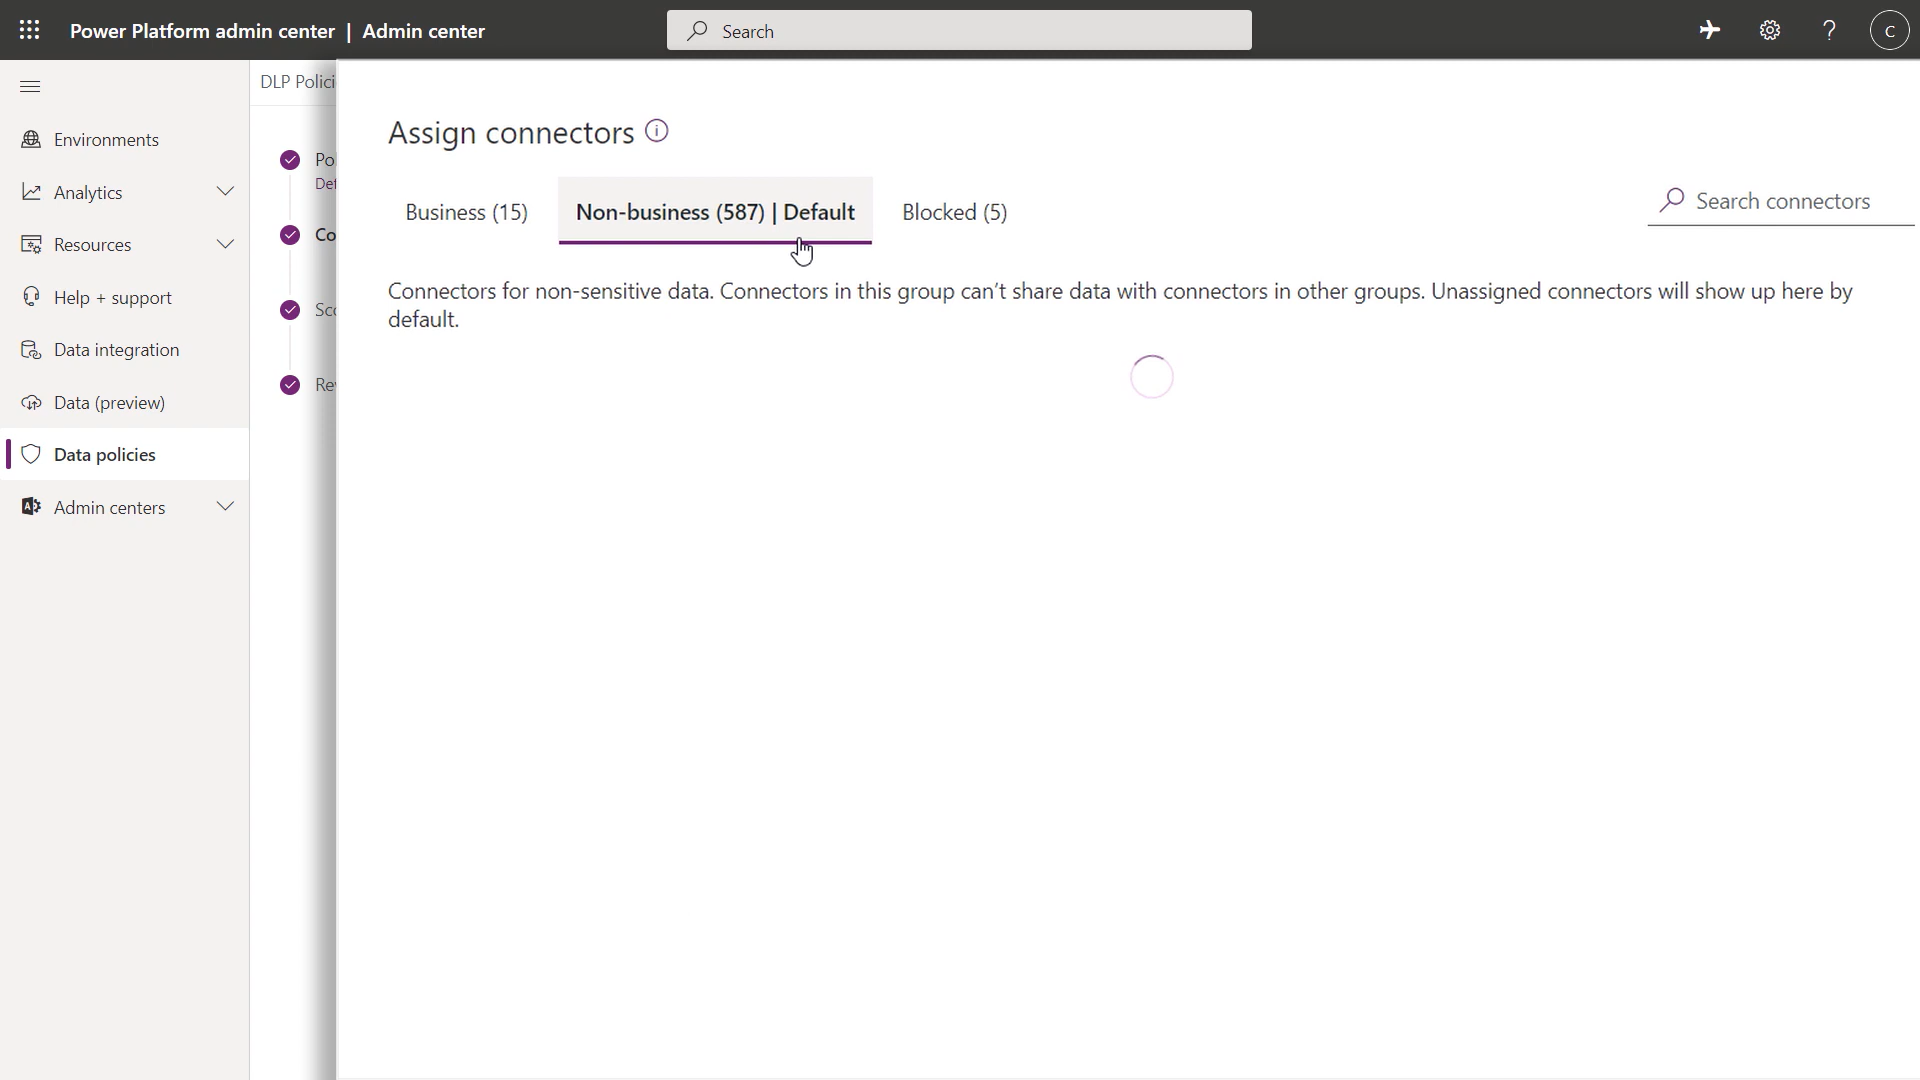 Power Platform admin center | Admin center
Search
C
DLP Polici
Environments
Analytics
Resources
Help + support
Data integration
Data (preview)
Data policies
Admin centers
Pol
Def
Co
Sco
Rev
Assign connectors
Business (15)
Non-business (587) | Default
Blocked (5)
Search connectors
Connectors for non-sensitive data. Connectors in this group can't share data with connectors in other groups. Unassigned connectors will show up here by
default.